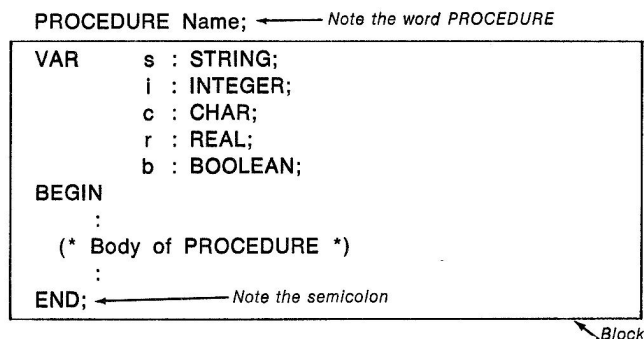 PROCEDURE Name; Note the word PROCEDURE
VAR s : STRING;
i : INTEGER;
c : CHAR;
r : REAL;
b : BOOLEAN;
BEGIN
:
(* Body of PROCEDURE *)
:
END; Note the semicolon
Block